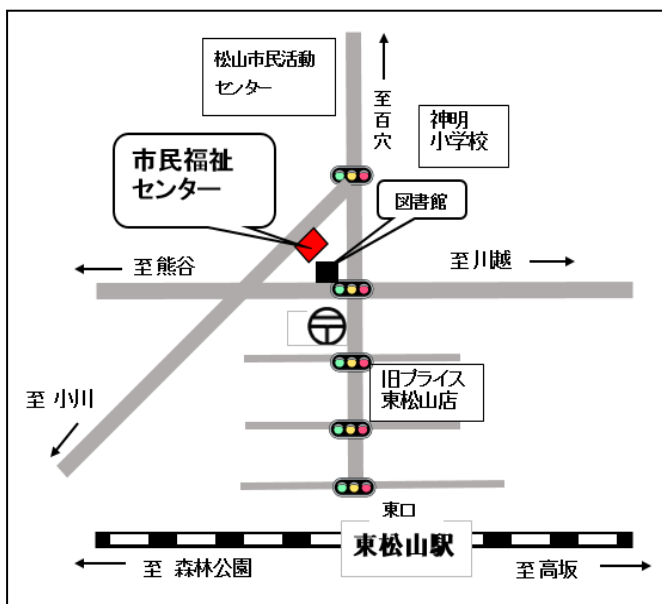 松山市民活動
センター
至百穴
神明
小学校
市民福祉
センター
図書館
至熊谷
至川越
〒
旧プライス
東松山店
至 小川
東口
東松山駅
至 森林公園
至高坂